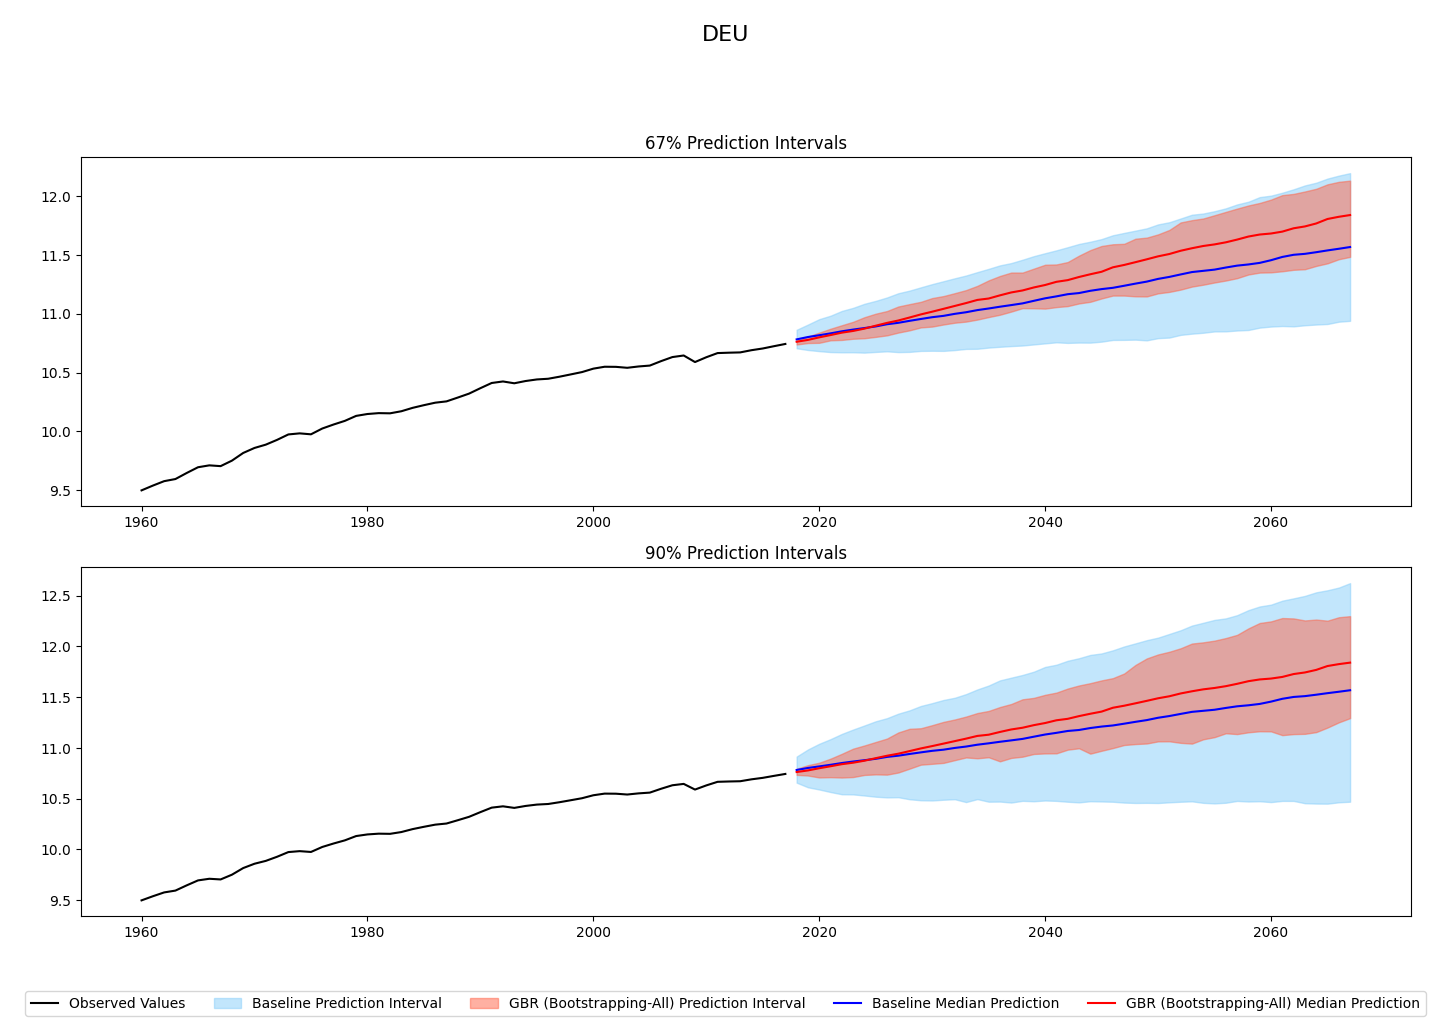 DEU
67% Prediction Intervals
12.0
11.5
11.0
10.5
10.0
9.5
1960 1980 2000 2020 2040 2060
90% Prediction Intervals
12.5
12.0
11.5
11.0
10.5
10.0
9.5
1960 1980 2000 2020 2040 2060
Observed Values Baseline Prediction Interval GBR (Bootstrapping-All) Prediction Interval Baseline Median Prediction GBR (Bootstrapping-All) Median Prediction